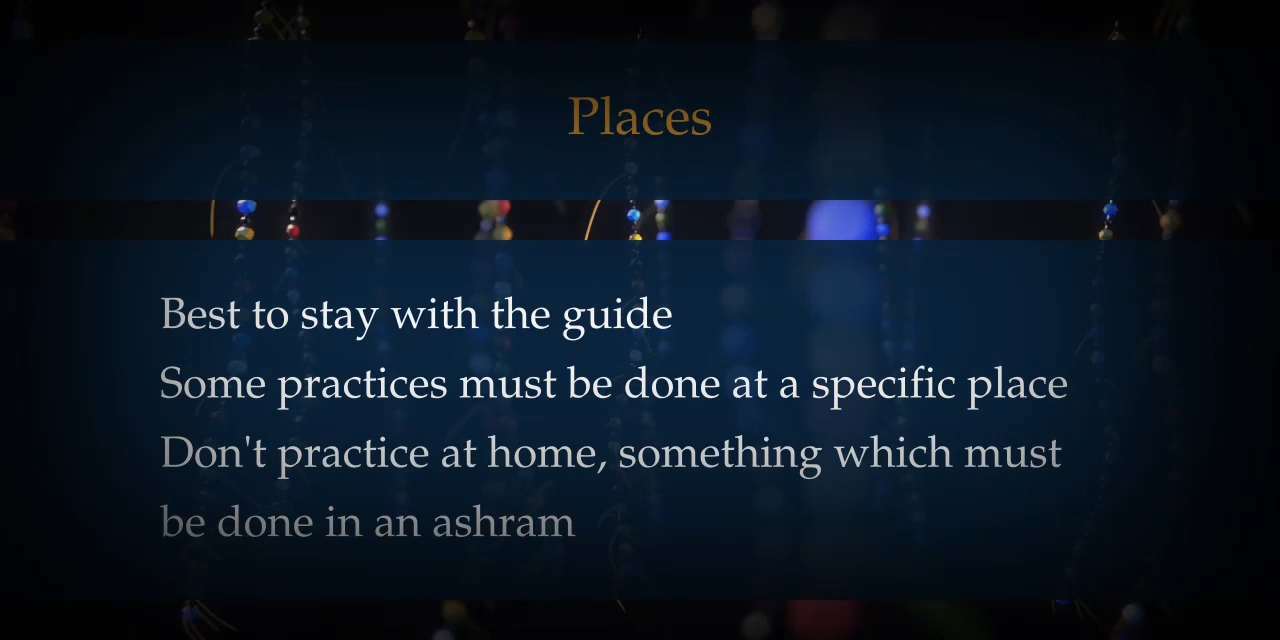 Places
Best to stay with the guide
Some practices must be done at a specific place
Don't practice at home, something which must
be done in an ashram